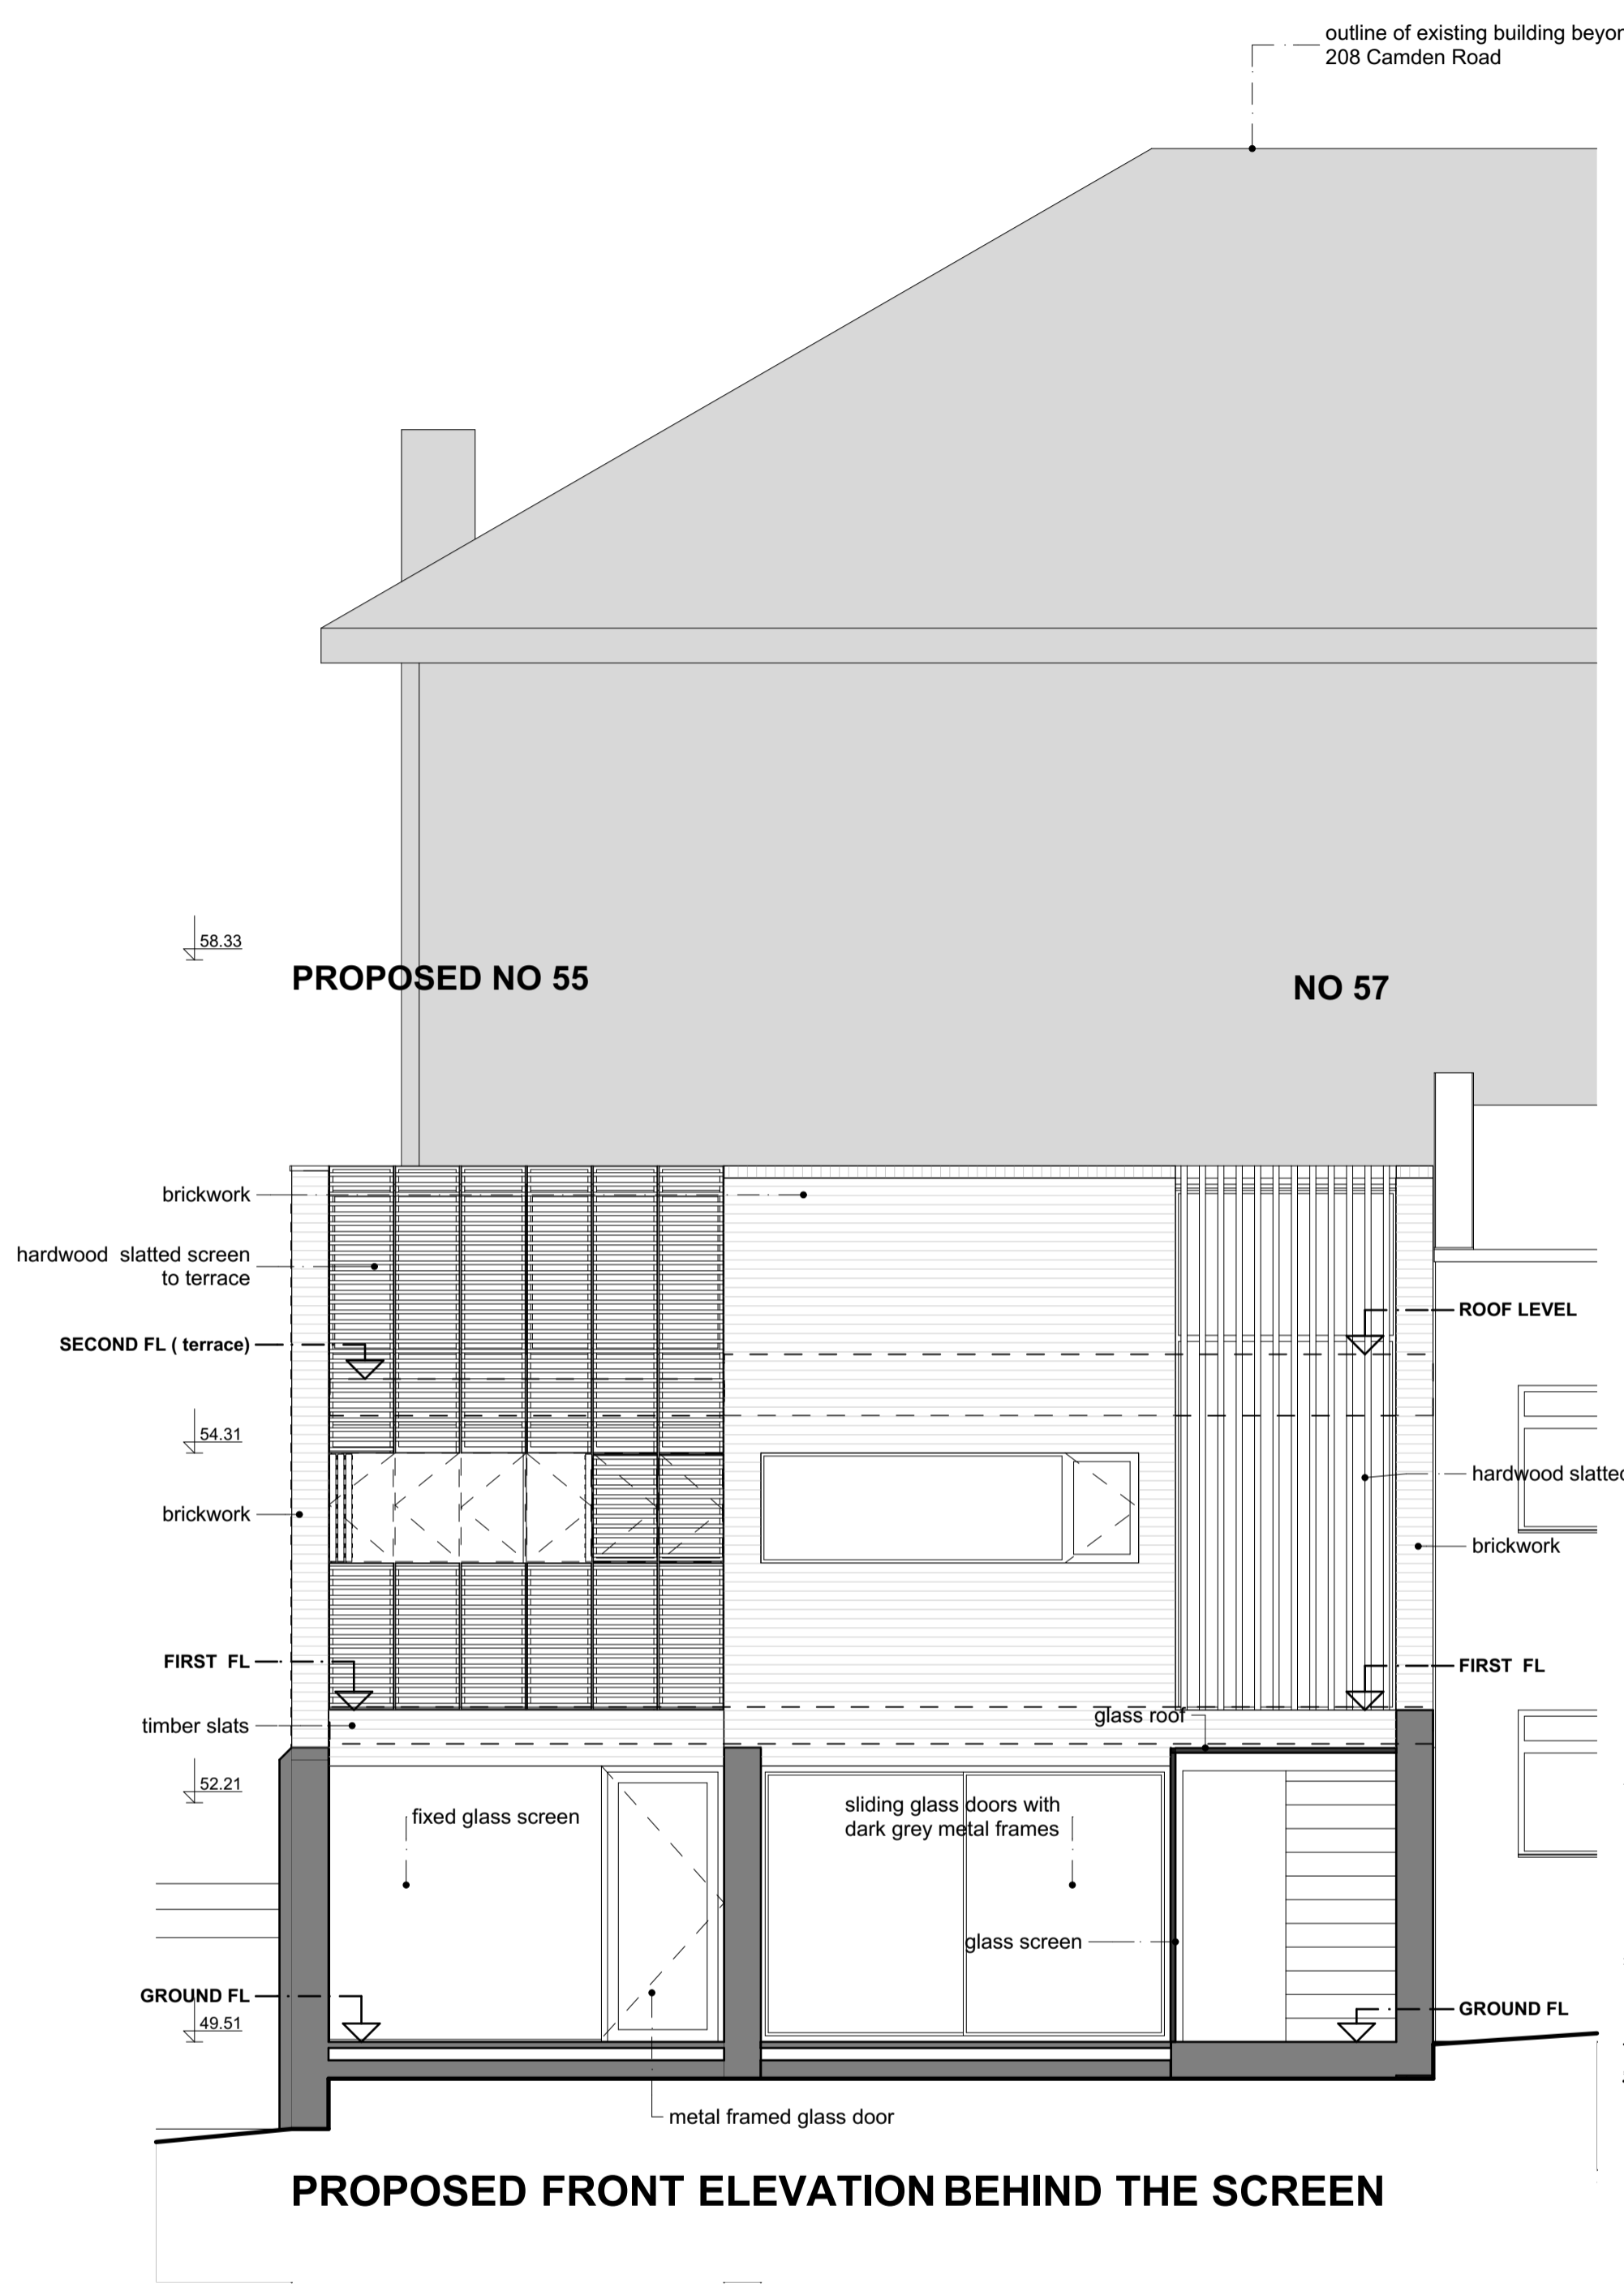 outline of existing building
208 Camden Road
58.33
PROPOSED NO 55
NO 57
brickwork
hardwood slatted screen
to terrace
ROOF LEVEL
SECOND FL ( terrace)
54.31
hardwood
brickwork
brickwork
FIRST FL
FIRST FL
glass roof
timber slats
52.21
sliding glass doors with
dark grey metal frames
fixed glass screen
glass screen
GROUND FL
GROUND FL
49.51
metal framed glass door
PROPOSED FRONT ELEVATION BEHIND THE SCREEN